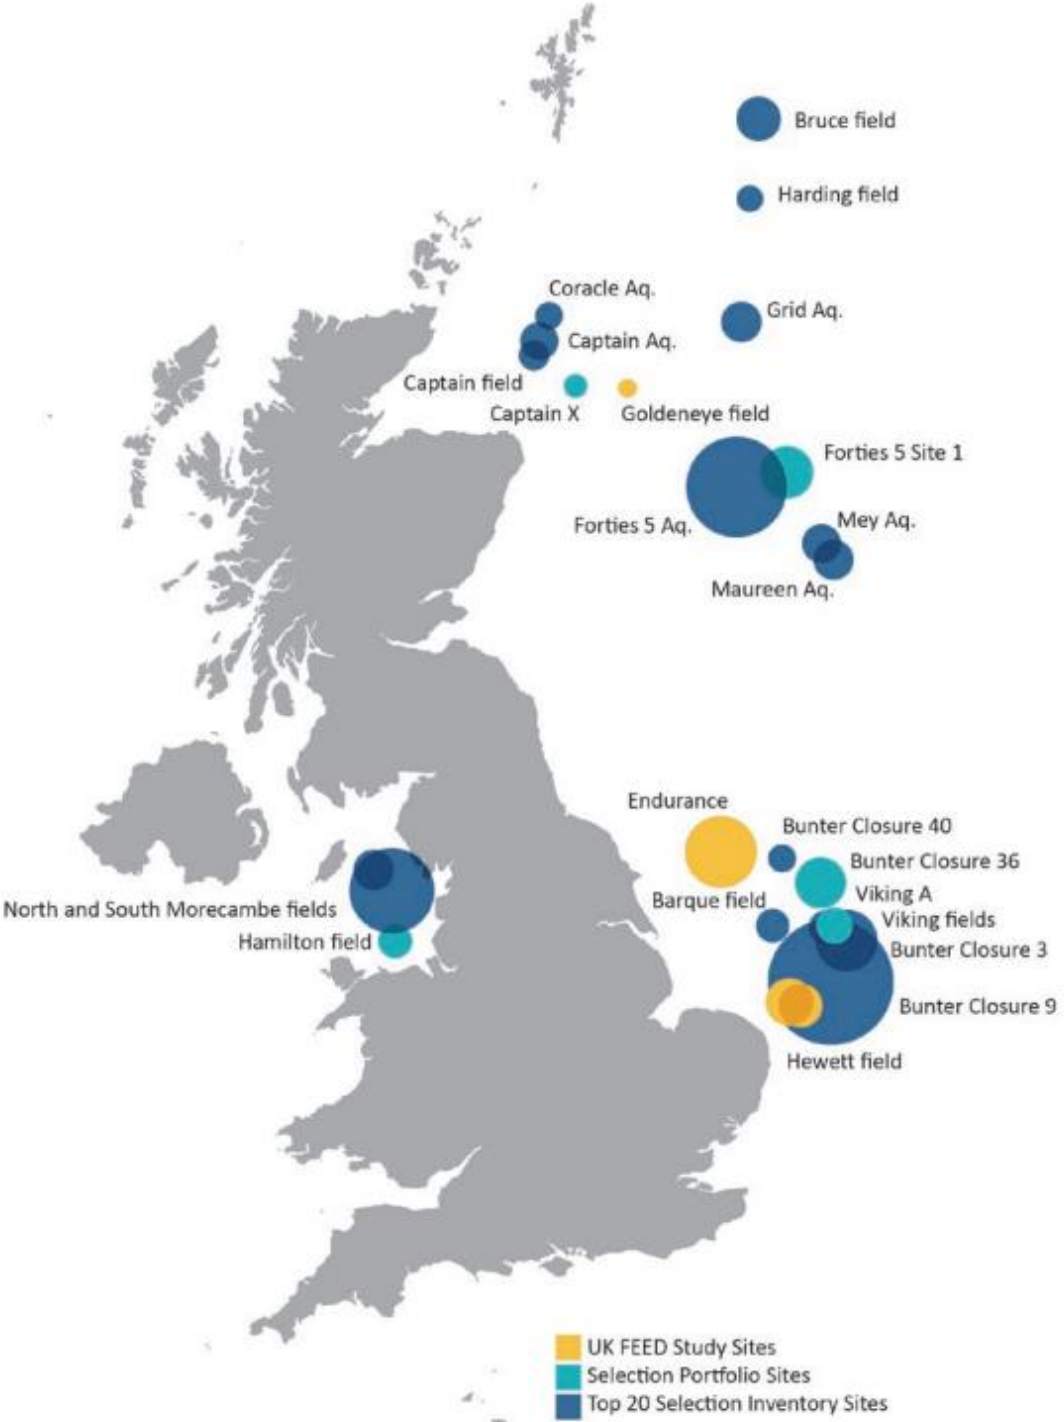 Bruce field
Harding field
Coracle Aq.
Grid Aq.
Captain Aq.
Captain field
Captain X
Goldeneye field
Forties 5 Site 1
Forties 5 Aq.
Mey Aq.
Maureen Aq.
Endurance
Bunter Closure 40
Bunter Closure 36
Viking A
Barque field
Viking fields
North and South Morecambe fields
Hamilton field
Bunter Closure 3
Bunter Closure 9
Hewett field
UK FEED Study Sites
Selection Portfolio Sites
Top 20 Selection Inventory Sites